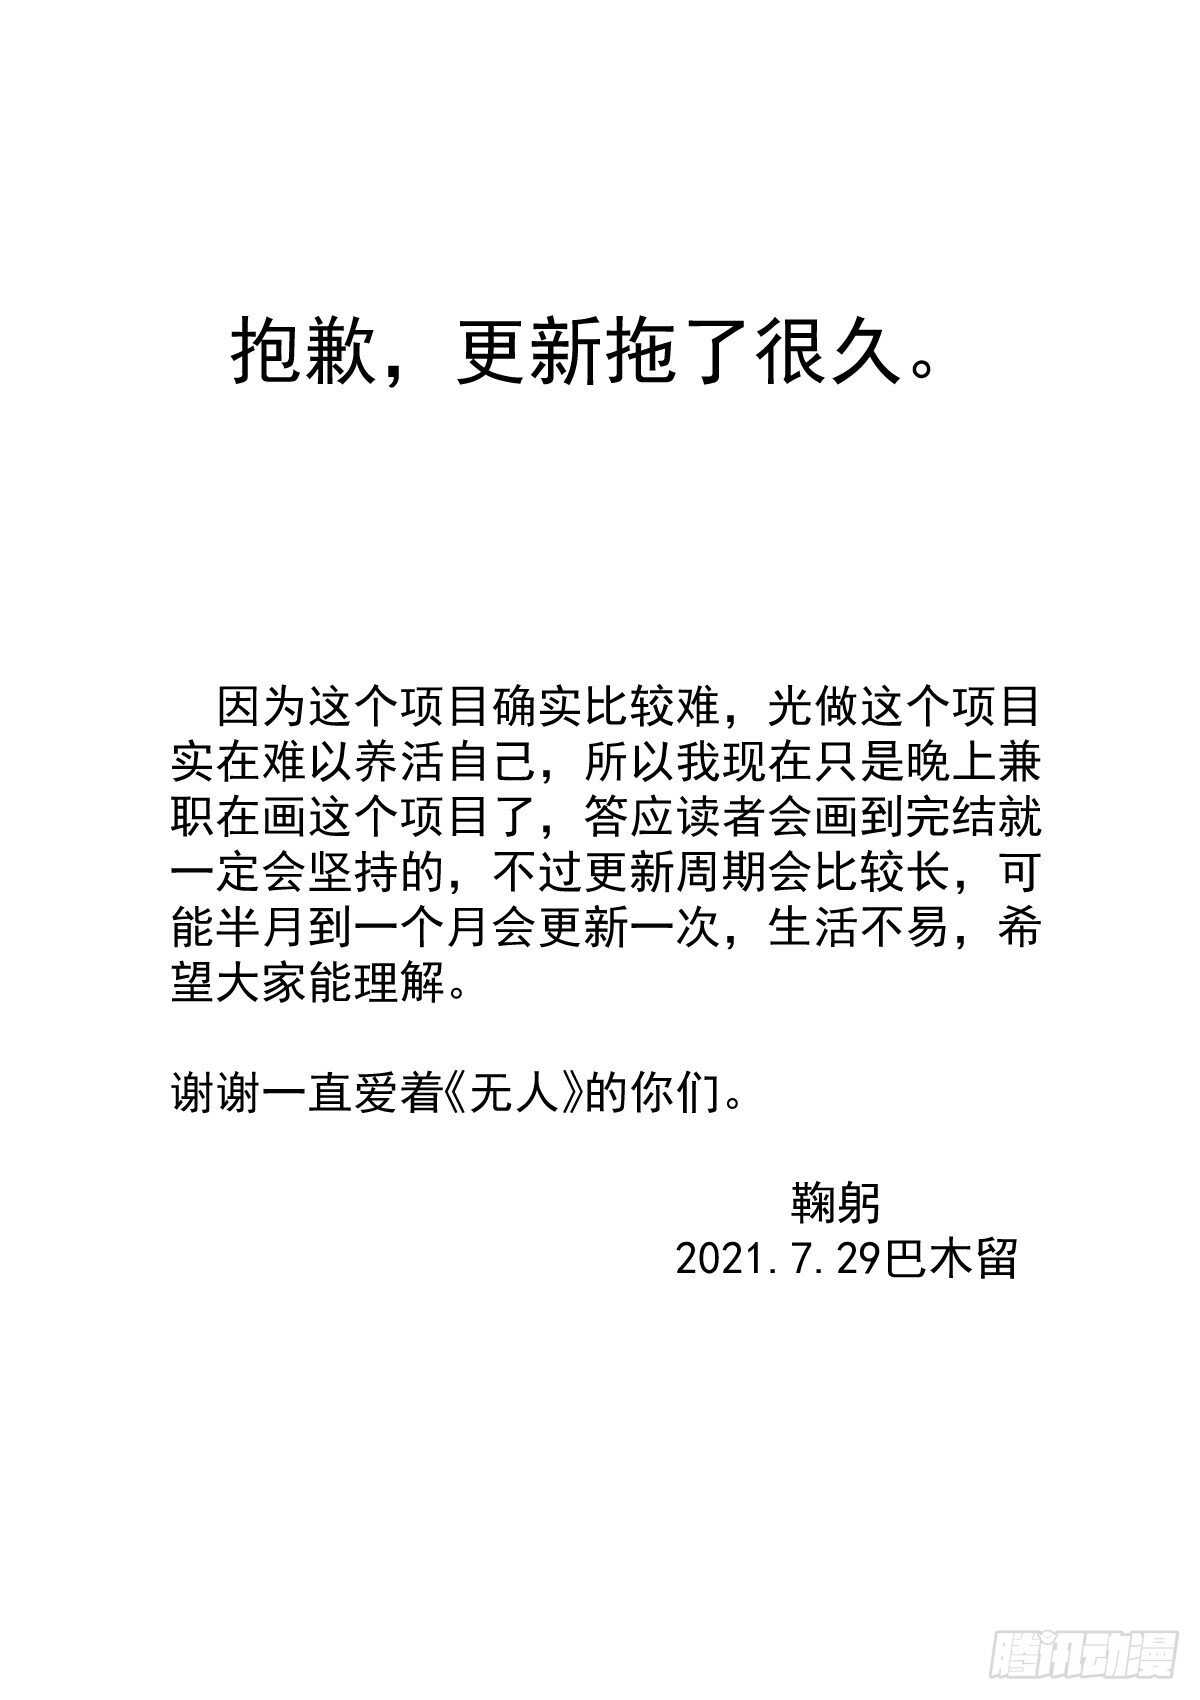 抱歉，更新拖了很久。
因为这个项目确实比较难，光做这个项目
实在难以养活自己，所以我现在只是晚上兼
职在画这个项目了，答应读者会画到完结就
一定会坚持的，不过更新周期会比较长，可
能半月到一个月会更新一次，生活不易，希
望大家能理解。
谢谢一直爱着《无人》的你们。
鞠躬
2021.7.29巴木留
腾讯动漫